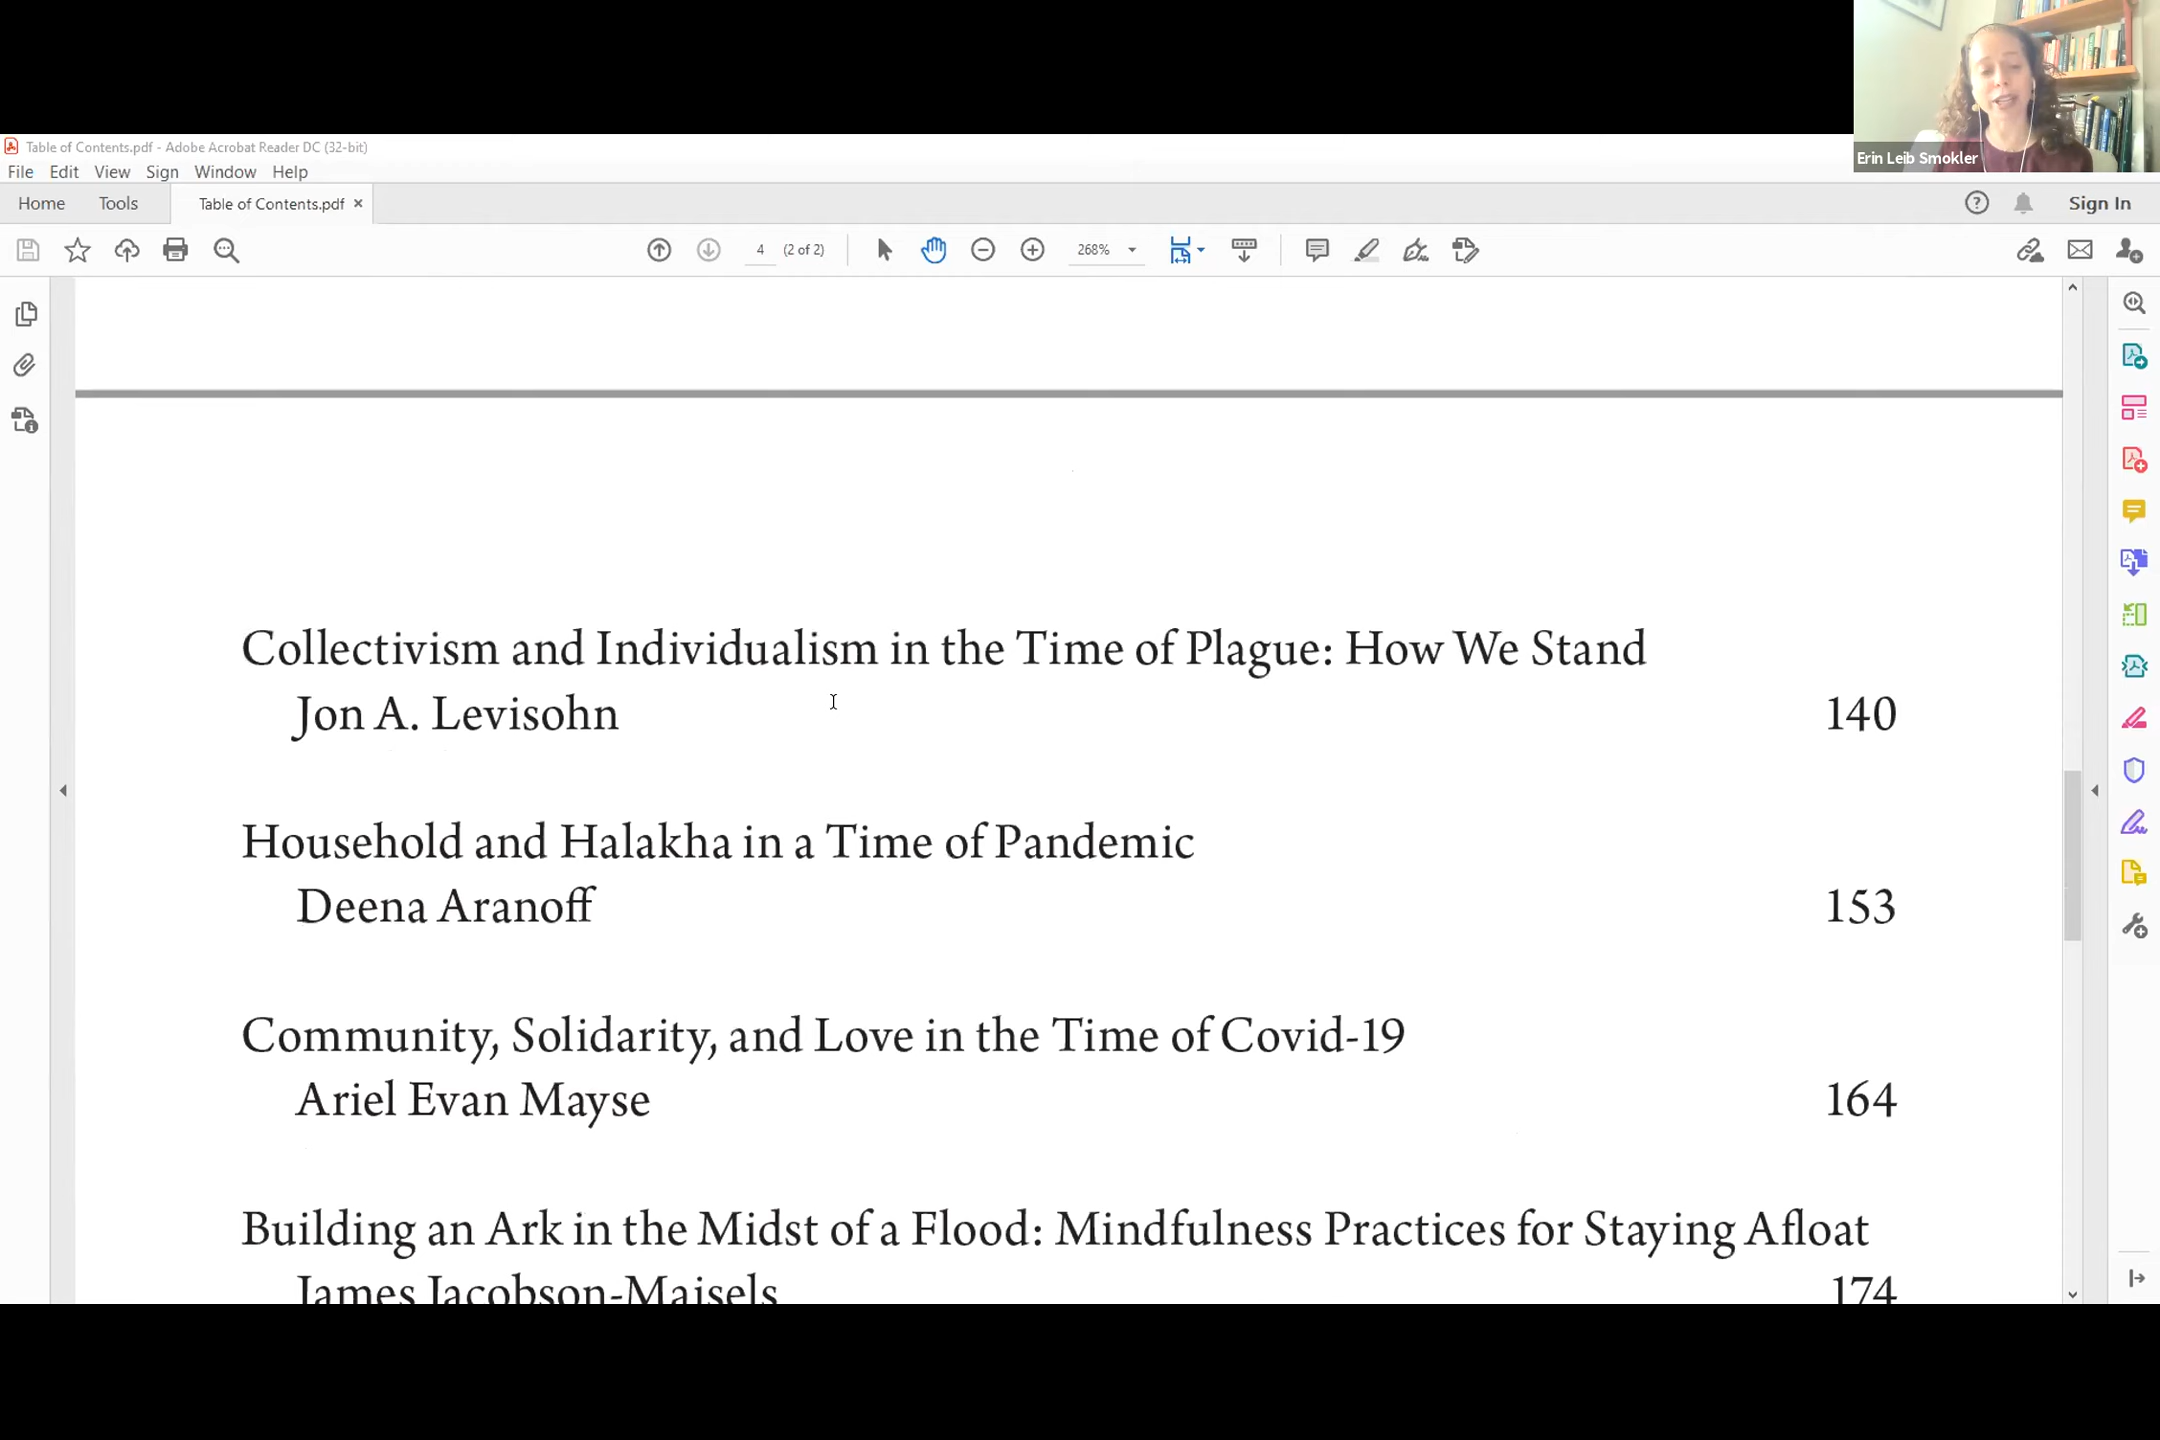 Erin Leib Smokler
Table of Contents.pdf - Adobe Acrobat Reader DC (32-bit)
File Edit View Sign Window Help
Home Tools Table of Contents.pdf × Sign In
4 (2 of 2) 268%
Collectivism and Individualism in the Time of Plague: How We Stand
Jon A. Levisohn 140
Household and Halakha in a Time of Pandemic
Deena Aranoff 153
Community, Solidarity, and Love in the Time of Covid-19
Ariel Evan Mayse 164
Building an Ark in the Midst of a Flood: Mindfulness Practices for Staying Afloat
James Jacobson-Maisels 174